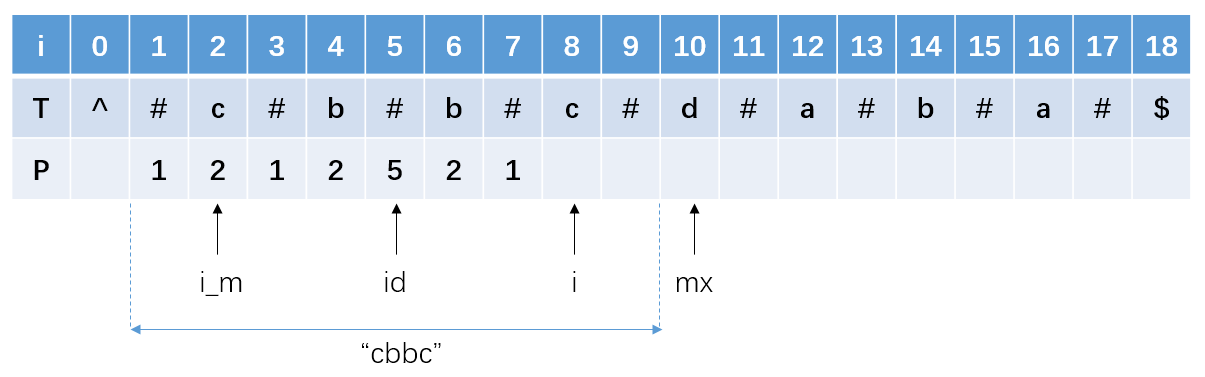 i 0 1 2 3 4 5 6 7 8 9 10 11 12 13 14 15 16 17 18
T ^ # c # b # b # c # d # a # b # a # $
P 1 2 1 2 5 2 1
i_m id i mx
“cbbc”